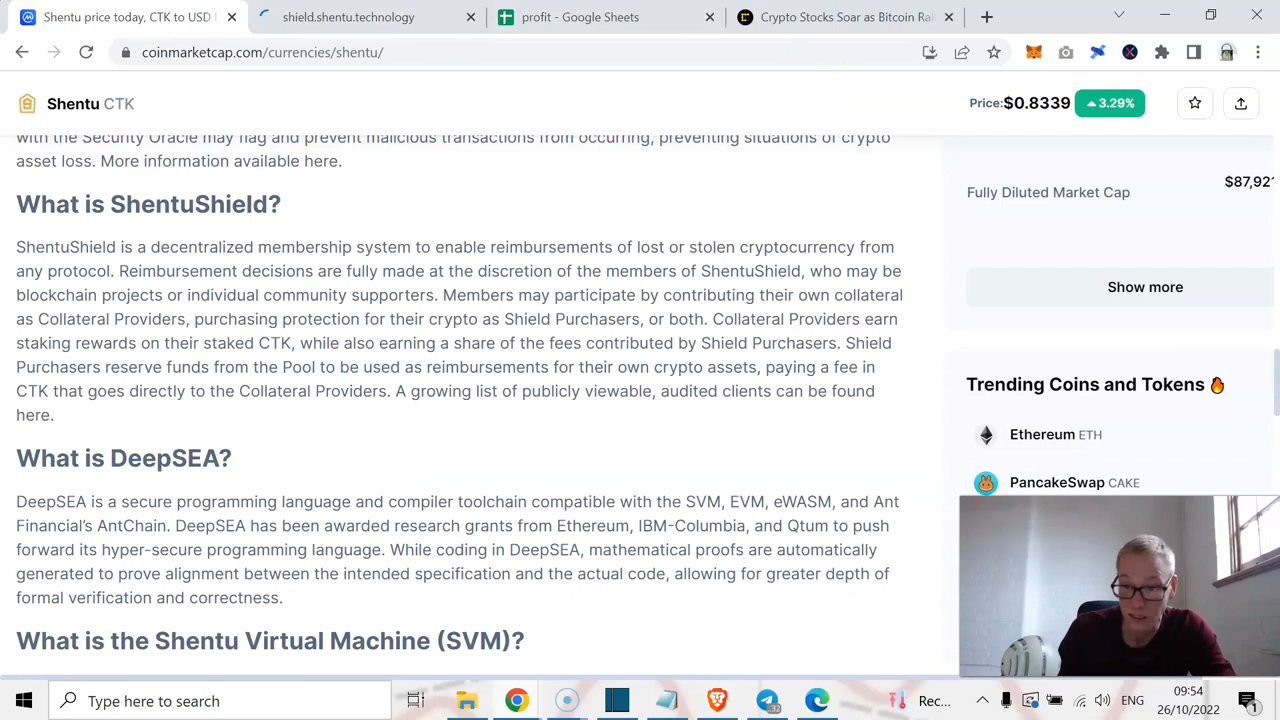 Shentu price today, CTK to USD
shield.shentu.technology
profit - Google Sheets
Crypto Stocks Soar as Bitcoin Ral
coinmarketcap.com/currencies/shentu/
Shentu CTK
Price:$0.8339
3.29%
with the Security Oracle may flag and prevent malicious transactions from occurring, preventing situations of crypto
asset loss. More information available here.
What is ShentuShield?
ShentuShield is a decentralized membership system to enable reimbursements of lost or stolen cryptocurrency from
any protocol. Reimbursement decisions are fully made at the discretion of the members of ShentuShield, who may be
blockchain projects or individual community supporters. Members may participate by contributing their own collateral
as Collateral Providers, purchasing protection for their crypto as Shield Purchasers, or both. Collateral Providers earn
staking rewards on their staked CTK, while also earning a share of the fees contributed by Shield Purchasers. Shield
Purchasers reserve funds from the Pool to be used as reimbursements for their own crypto assets, paying a fee in
CTK that goes directly to the Collateral Providers. A growing list of publicly viewable, audited clients can be found
here.
What is DeepSEA?
DeepSEA is a secure programming language and compiler toolchain compatible with the SVM, EVM, eWASM, and Ant
Financial’s AntChain. DeepSEA has been awarded research grants from Ethereum, IBM-Columbia, and Qtum to push
forward its hyper-secure programming language. While coding in DeepSEA, mathematical proofs are automatically
generated to prove alignment between the intended specification and the actual code, allowing for greater depth of
formal verification and correctness.
What is the Shentu Virtual Machine (SVM)?
Fully Diluted Market Cap
$87,921
Show more
Trending Coins and Tokens
Ethereum ETH
PancakeSwap CAKE
Type here to search
32
Rec...
ENG
09:54
26/10/2022
1